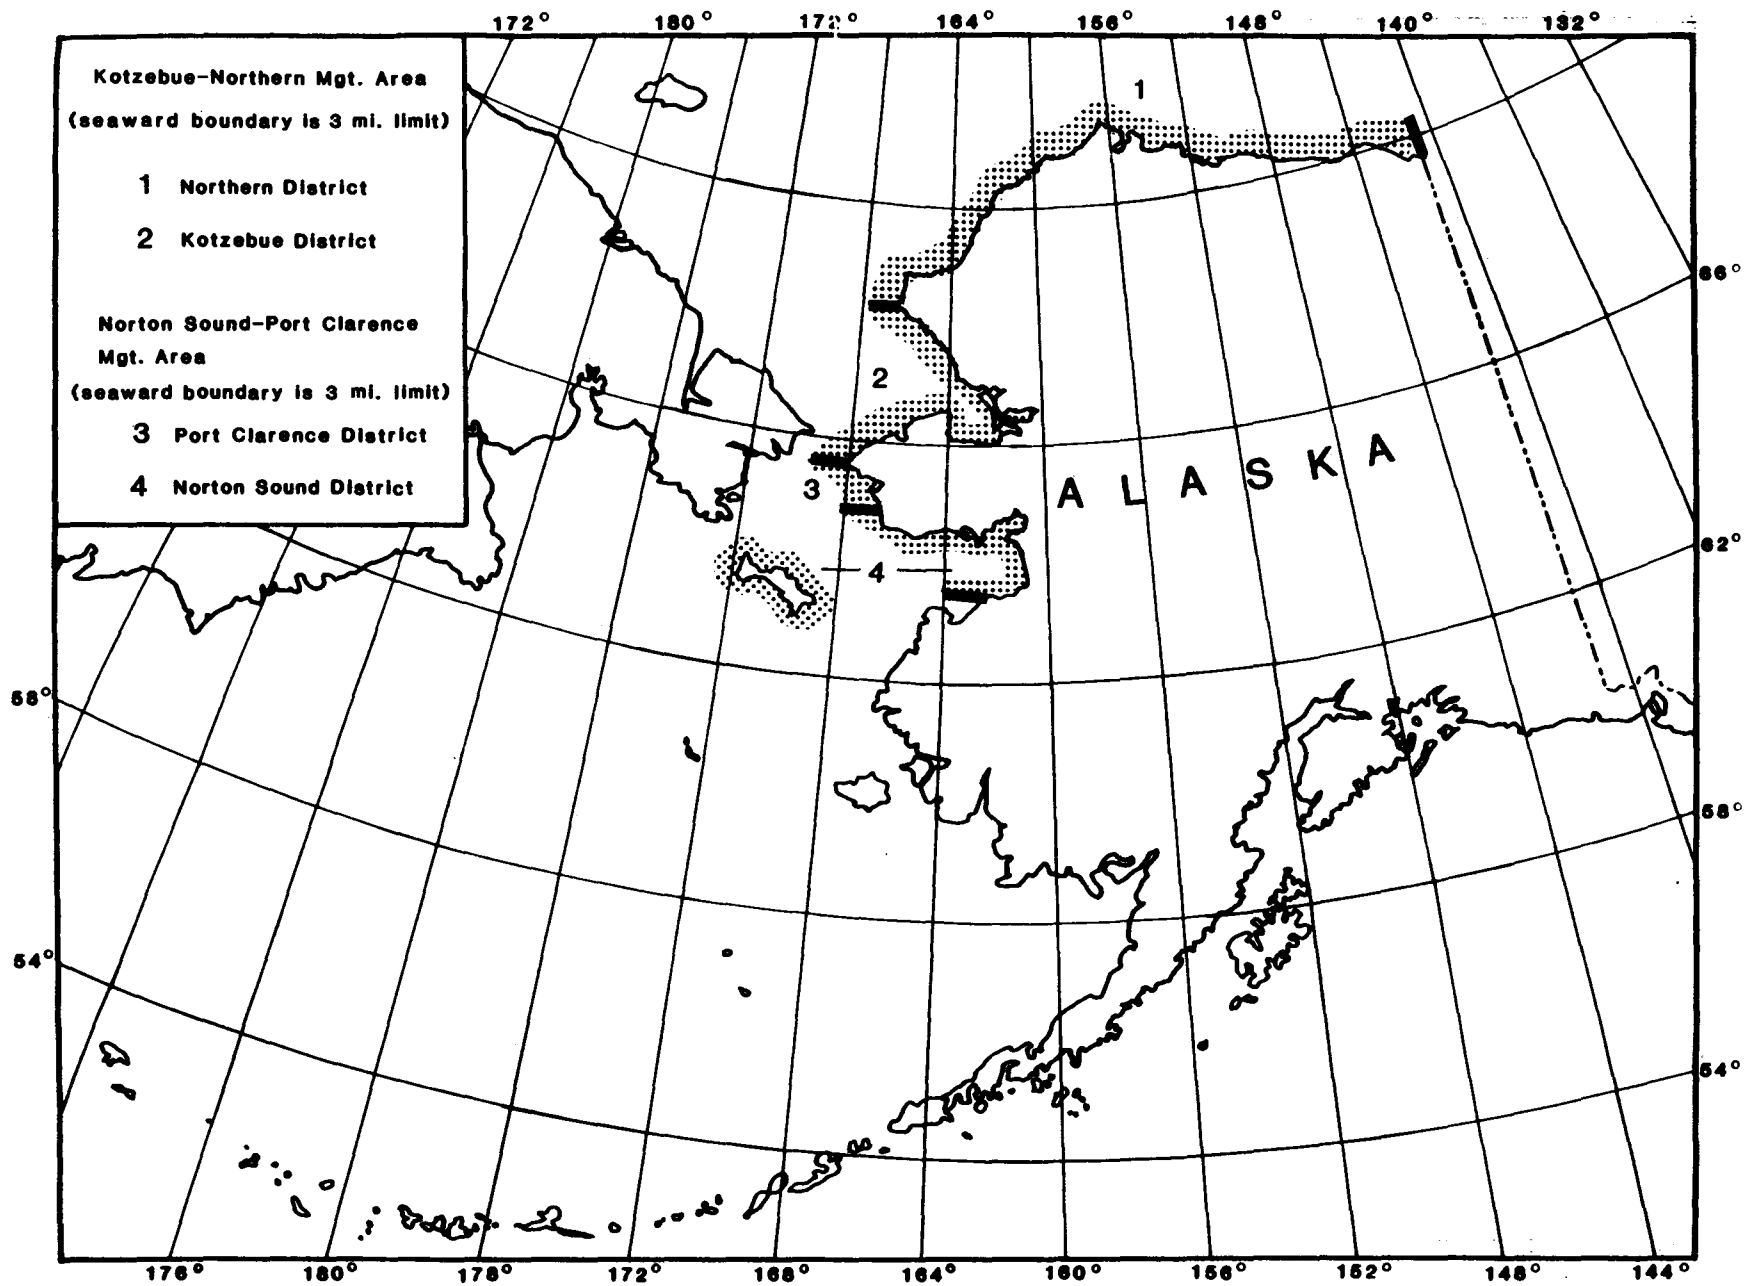 172° 180° 172° 164° 156° 148° 140° 132°
Kotzebue-Northern Mgt. Area
(seaward boundary is 3 mi. limit)
1 Northern District
2 Kotzebue District
Norton Sound-Port Clarence
Mgt. Area
(seaward boundary is 3 mi. limit)
3 Port Clarence District
4 Norton Sound District
1
66°
2
ALASKA
3
62°
4
58°
58°
54°
54°
176° 180° 178° 172° 168° 164° 160° 156° 152° 148° 144°